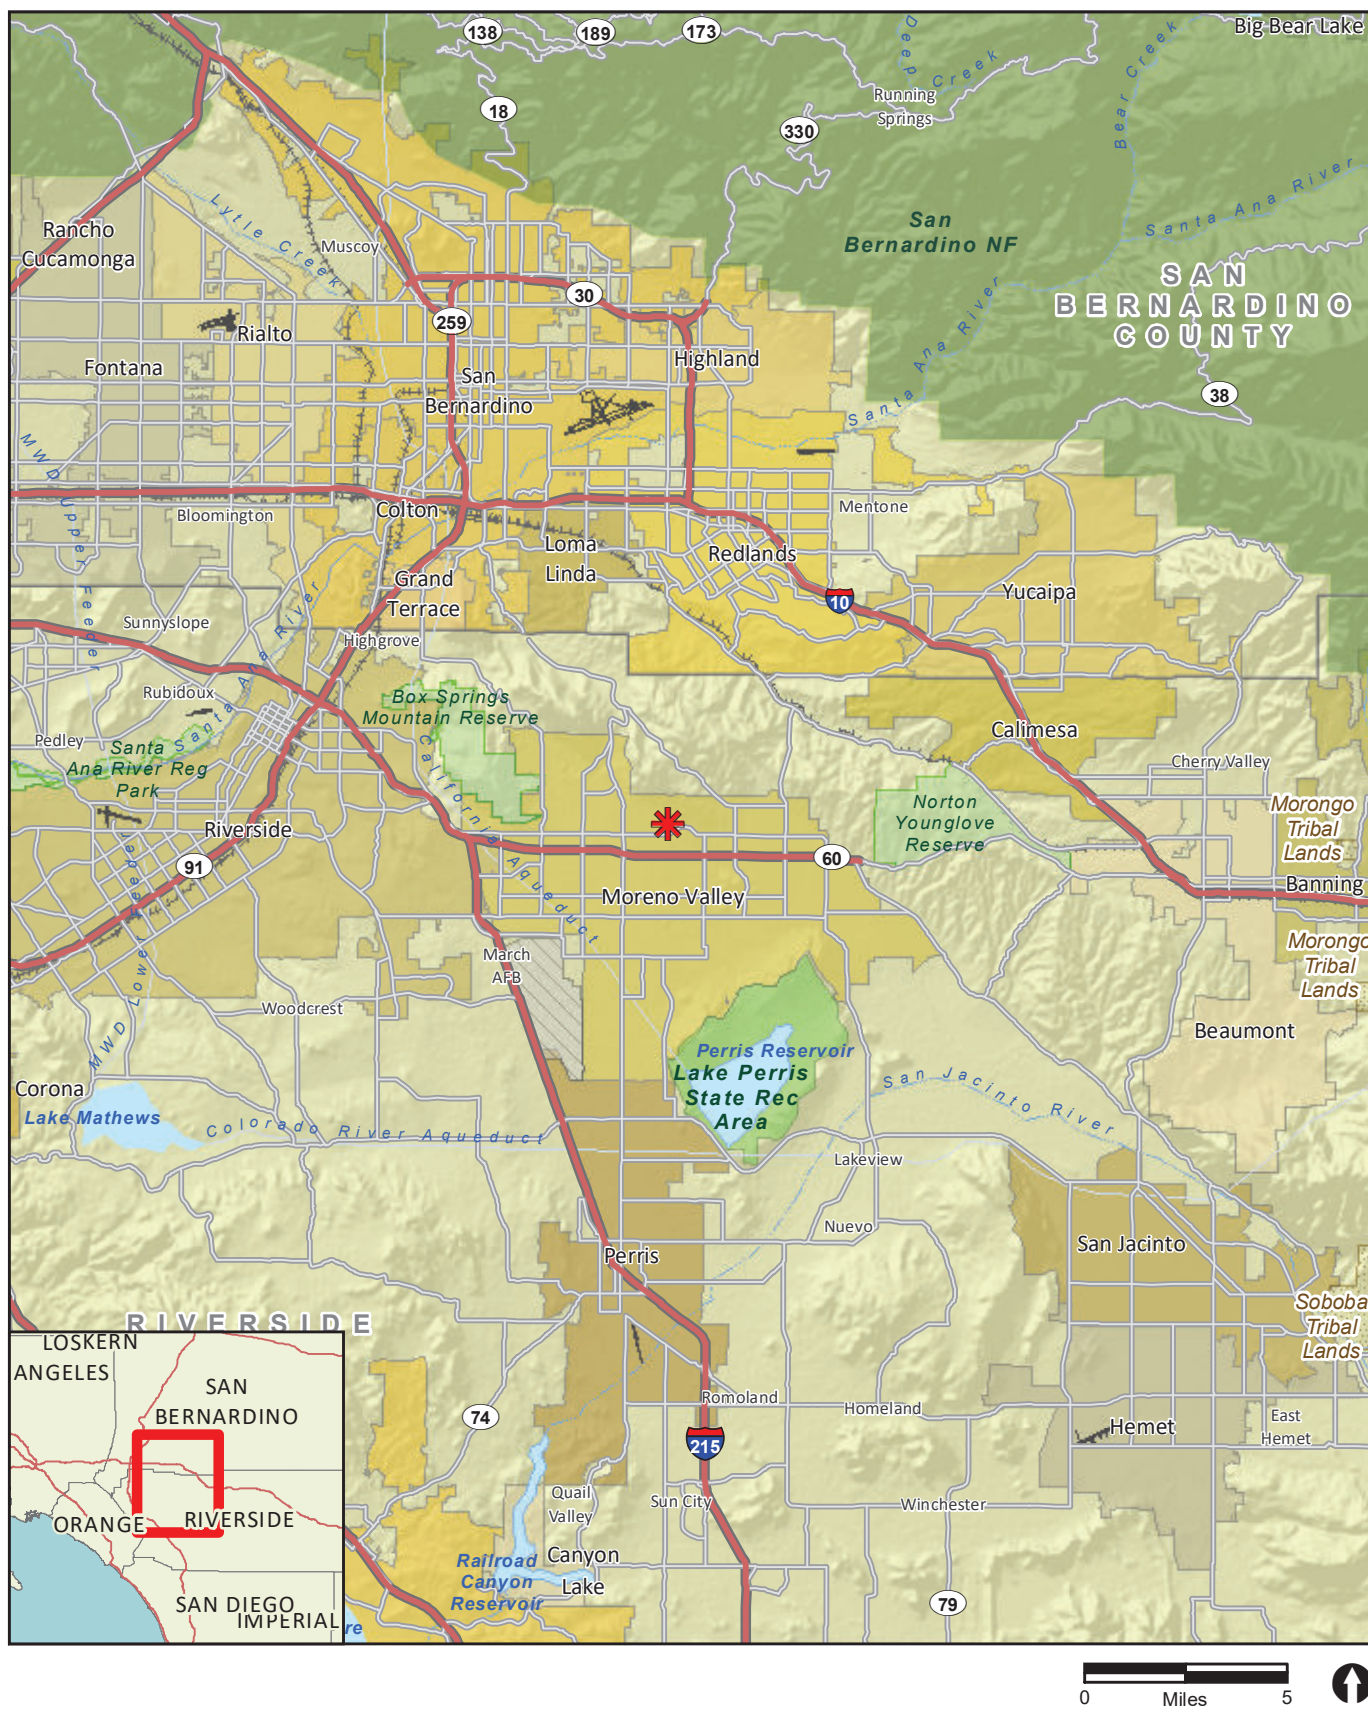 138
189
173
Deep Creek
Bear Creek
Big Bear Lake
Running
Springs
18
330
Santa Ana River
Lytle Creek
Rancho
Cucamonga
Muscoy
San
Bernardino NF
SAN
BERNARDINO
COUNTY
30
259
Rialto
Fontana
Highland
San
Bernardino
Santa Ana River
38
MWD Upper Feeder
Bloomington
Colton
Mentone
Loma
Linda
Redlands
Grand
Terrace
10
Yucaipa
Sunnyslope
Santa Ana River
Highgrove
Rubidoux
Box Springs
Mountain Reserve
Pedley
Santa
Ana River Reg
Park
California Aqueduct
Calimesa
Cherry Valley
Norton
Younglove
Reserve
Morongo
Tribal
Lands
Riverside
91
60
Moreno Valley
Banning
MWD Lower Feeder
March
AFB
Morongo
Tribal
Lands
Woodcrest
Beaumont
Perris Reservoir
Lake Perris
State Rec
Area
San Jacinto River
Corona
Lake Mathews
Colorado River Aqueduct
Lakeview
Nuevo
San Jacinto
Perris
Soboba
Tribal
Lands
RIVERSIDE
LOS
KERN
ANGELES
SAN
BERNARDINO
ORANGE
RIVERSIDE
SAN DIEGO
IMPERIAL
re
74
Romoland
Homeland
215
Hemet
East
Hemet
Quail
Valley
Sun City
Winchester
Railroad
Canyon
Reservoir
Canyon
Lake
79
0 Miles 5